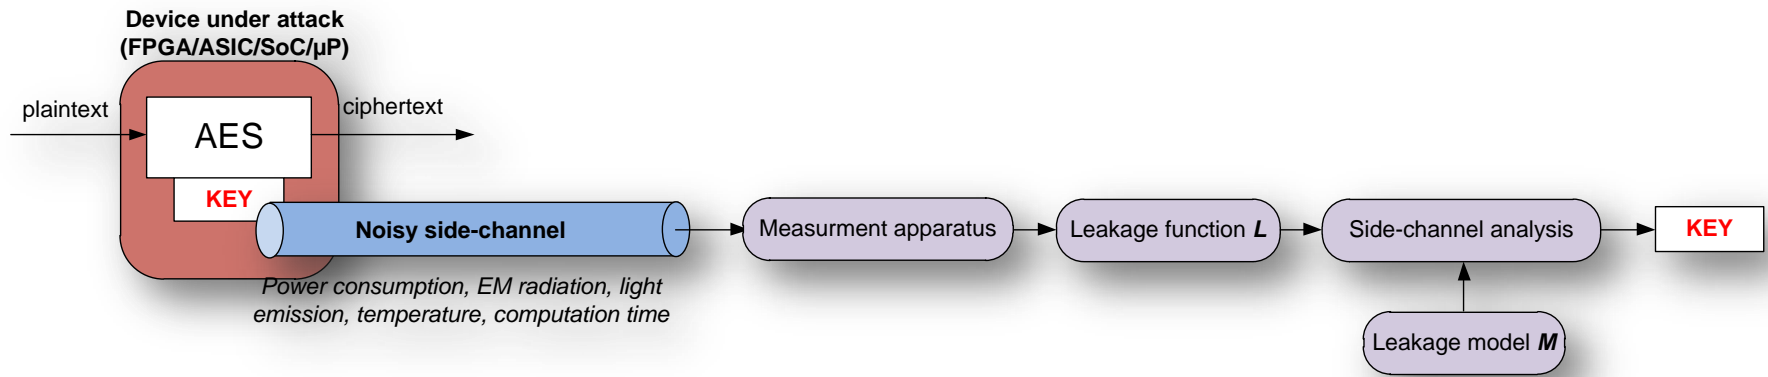 Device under attack
(FPGA/ASIC/SoC/µP)
plaintext
ciphertext
AES
KEY
Noisy side-channel
Power consumption, EM radiation, light
emission, temperature, computation time
Measurment apparatus
Leakage function L
Side-channel analysis
KEY
Leakage model M